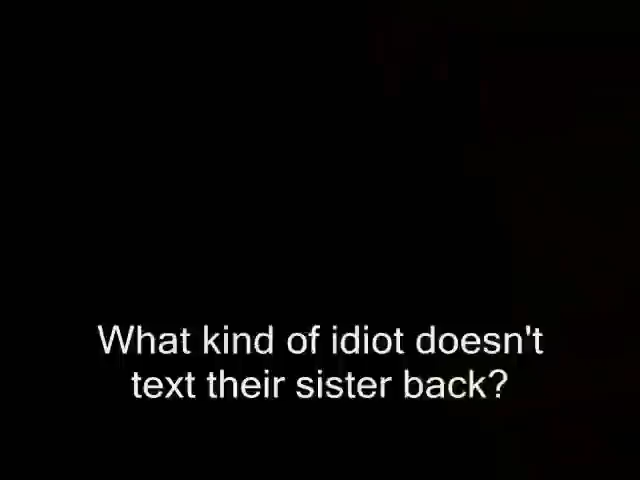 What kind of idiot doesn't
text their sister back?